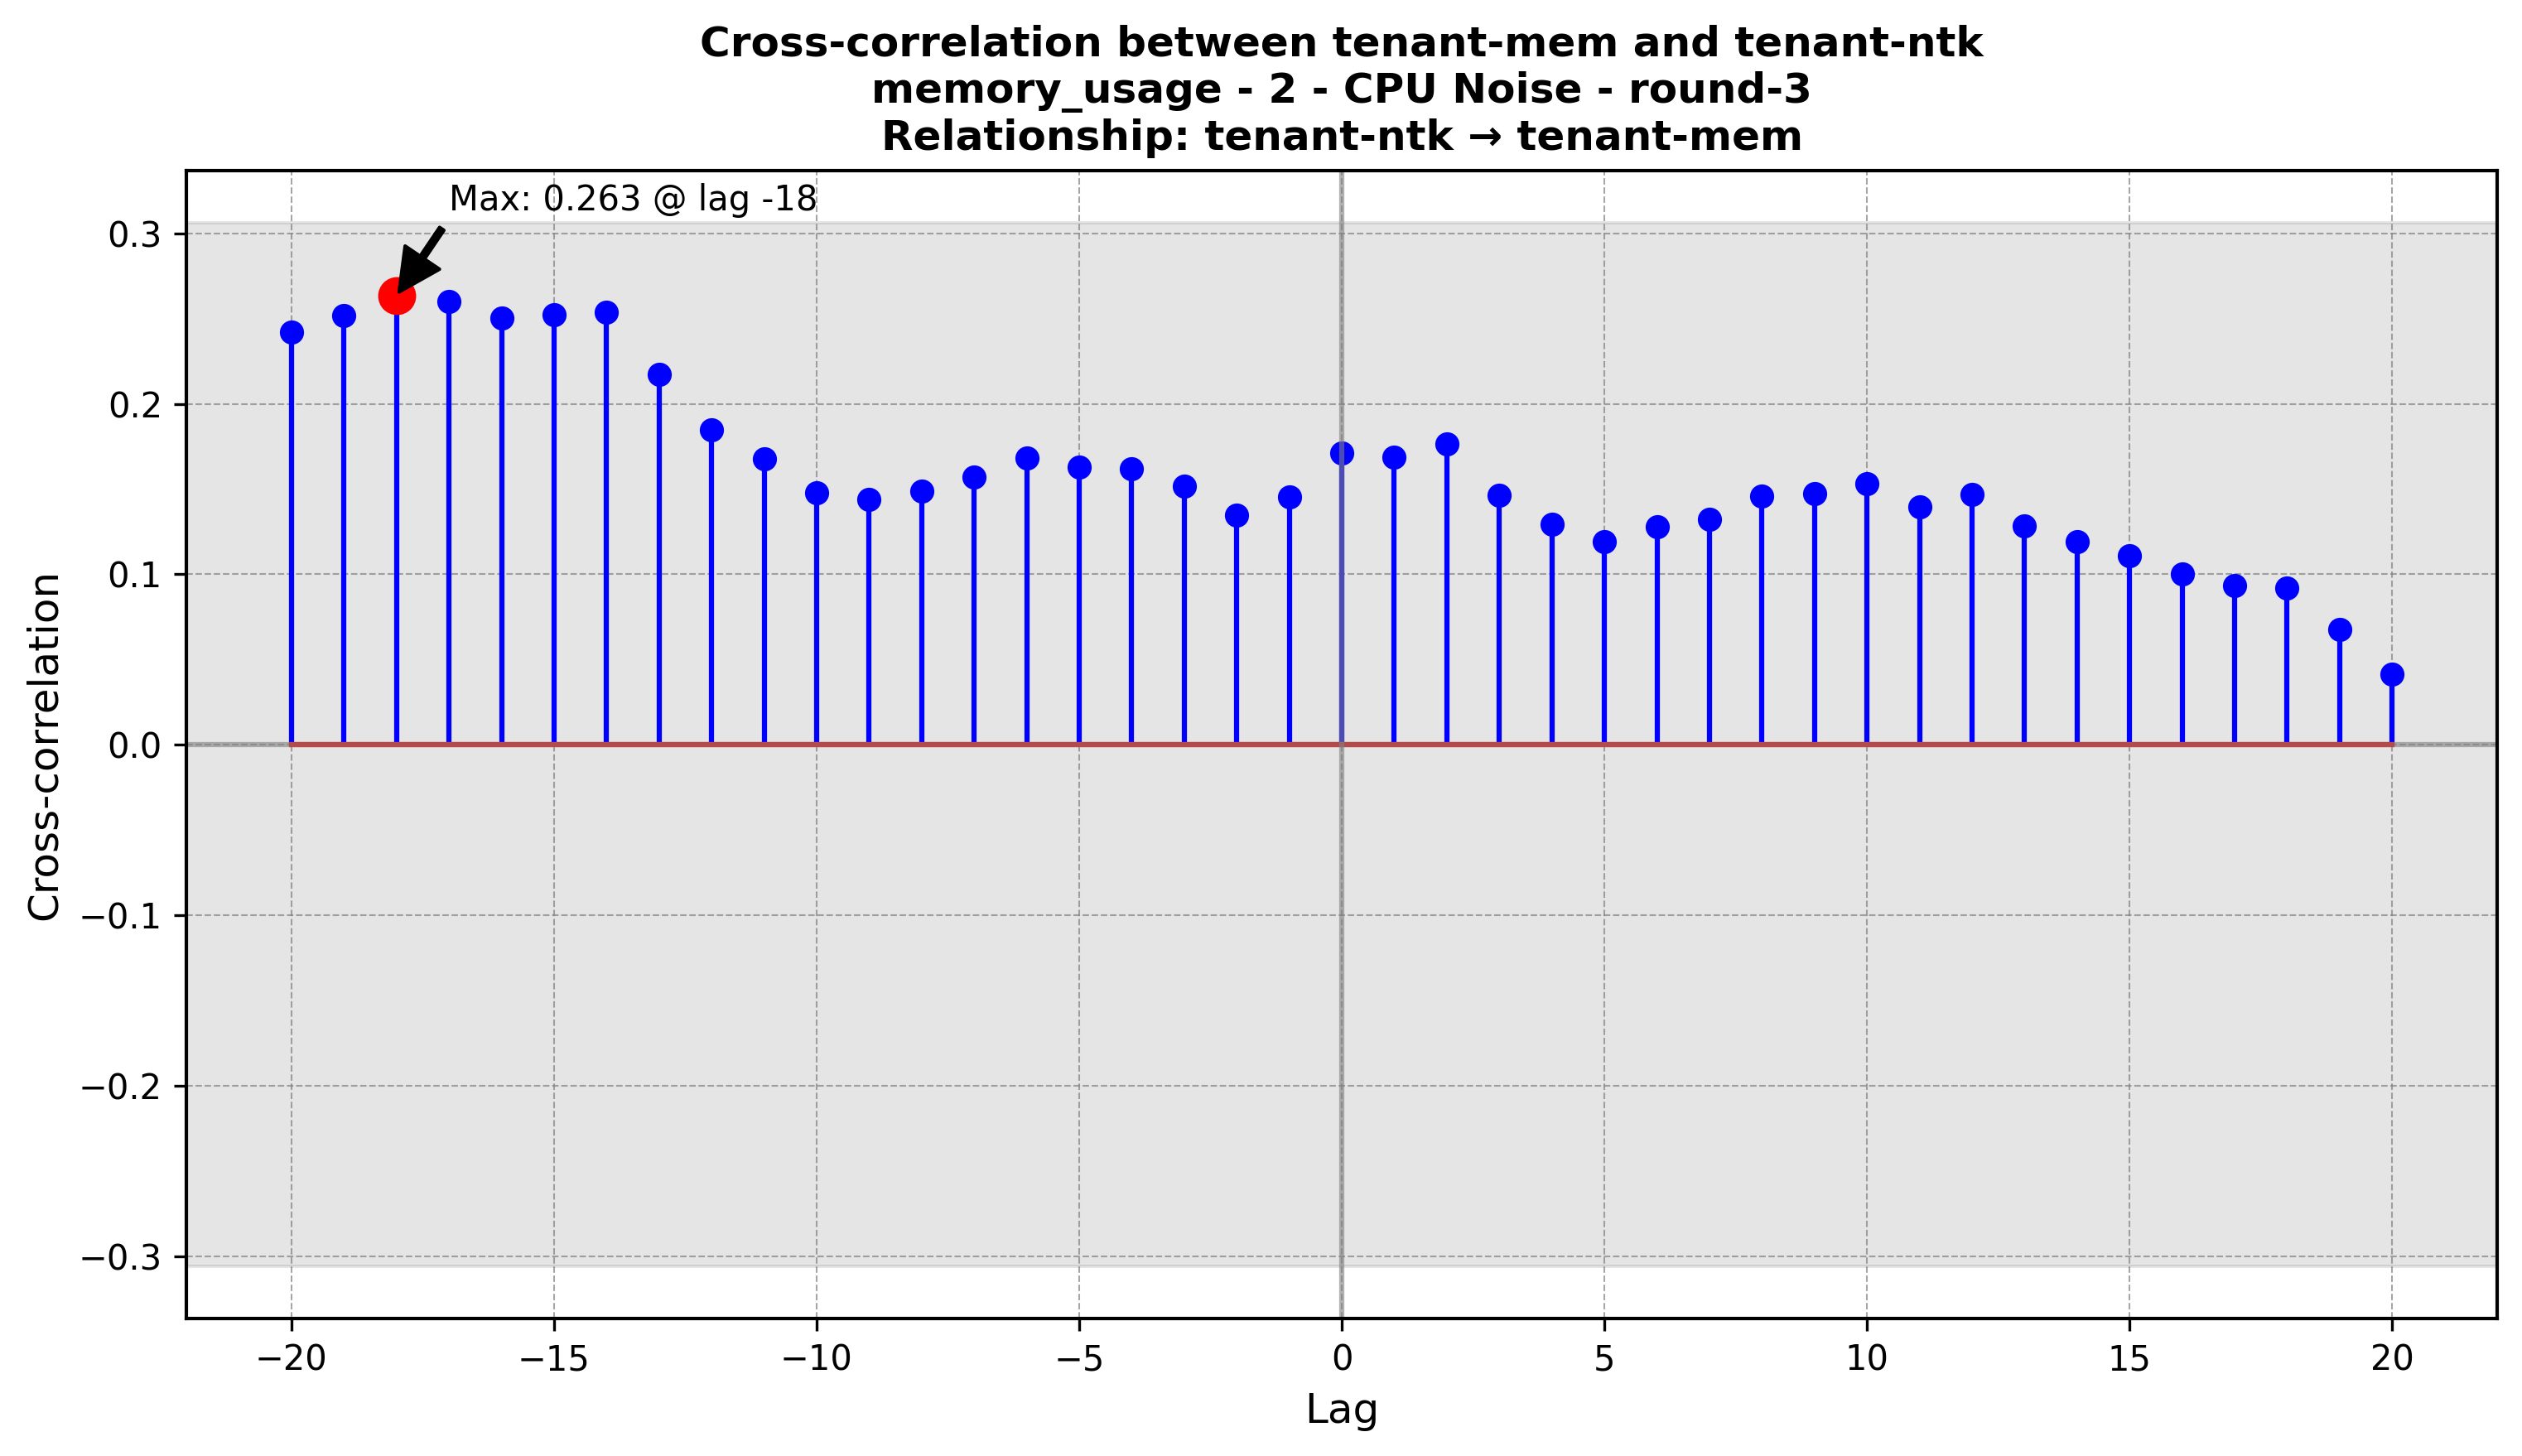 Cross-correlation between tenant-mem and tenant-ntk
memory_usage - 2 - CPU Noise - round-3
Relationship: tenant-ntk → tenant-mem
Max: 0.263 @ lag -18
0.3
0.2
0.1
0.0
−0.1
−0.2
−0.3
Cross-correlation
−20 −15 −10 −5 0 5 10 15 20
Lag